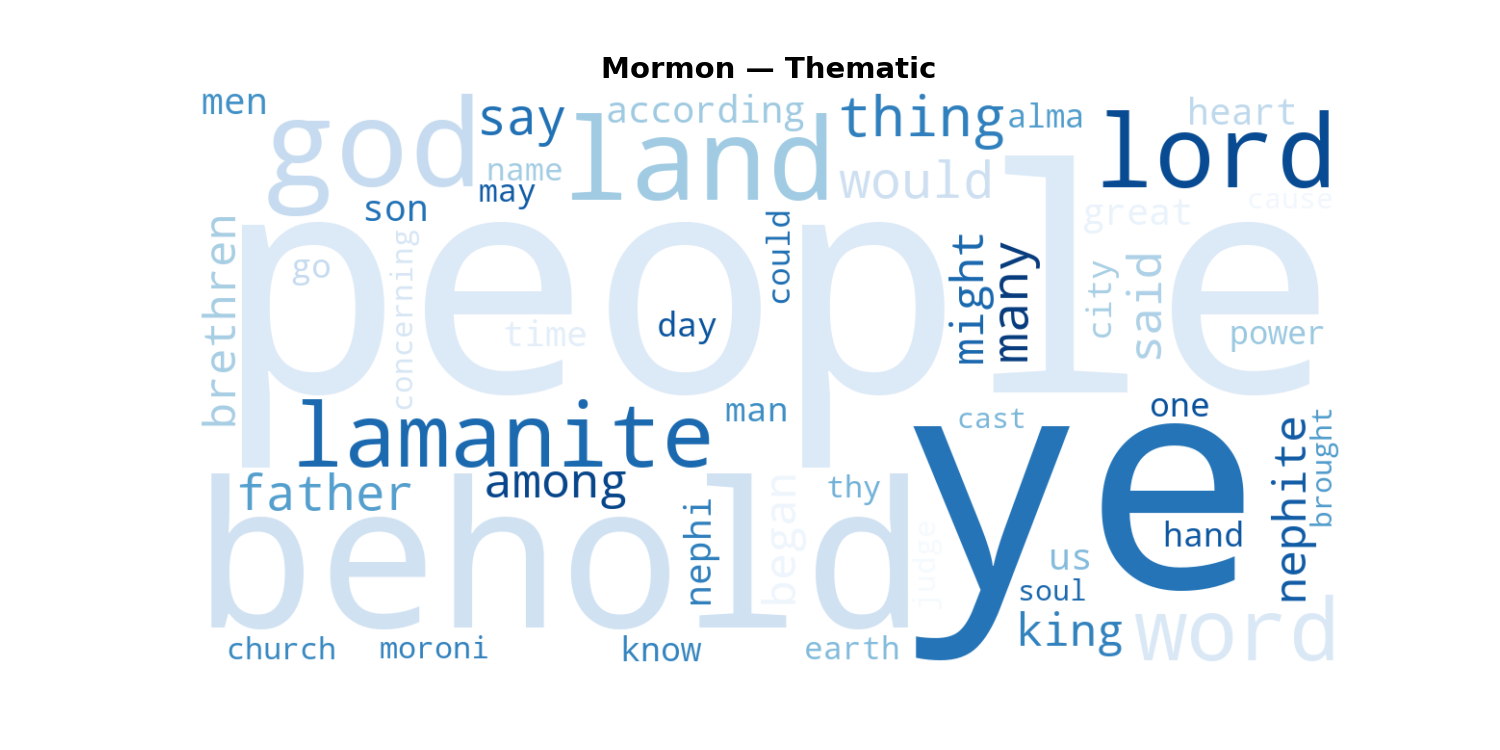 Mormon — Thematic
men
god
say
according
land
thing
alma
lord
heart
name
may
would
son
great
cause
people
brethren
go
concerning
could
might
many
city
said
time
day
power
lamanite
man
cast
one
ye
father
among
behold
nephi
began
thy
judge
us
hand
nephite
brought
soul
king
word
church
moroni
know
earth